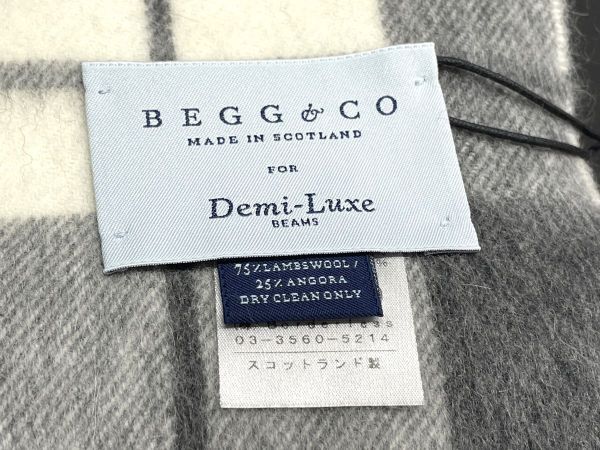 BEGG & CO
MADE IN SCOTLAND
FOR
Demi-Luxe
BEAMS
75%LAMBSWOOL/
25% ANGORA
DRY CLEAN ONLY
%
03-3560-5214
スコットランド製